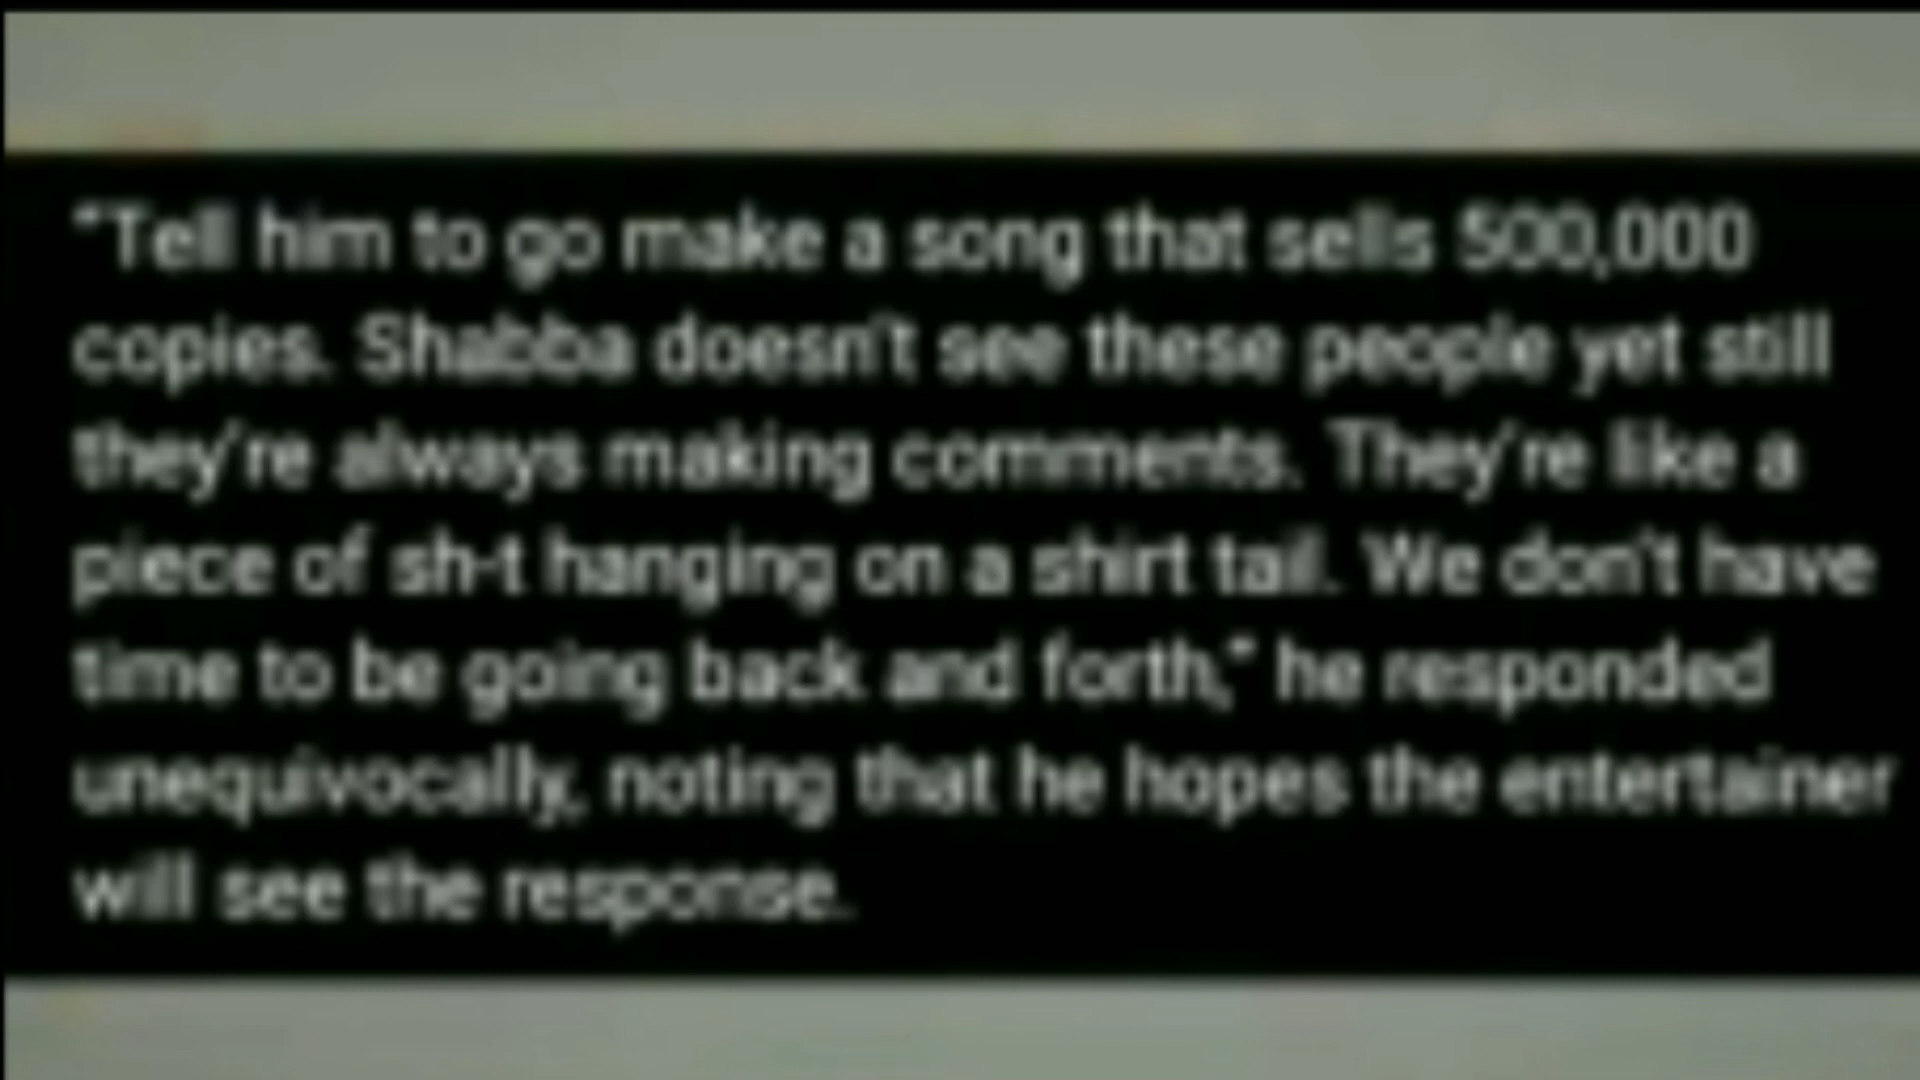 "Tell him to go make a song that sells 500,000
copies. Shabba doesn't see these people yet still
they're always making comments. They're like a
piece of sh-t hanging on a shirt tail. We don't have
time to be going back and forth," he responded
unequivocally, noting that he hopes the entertainer
will see the response.